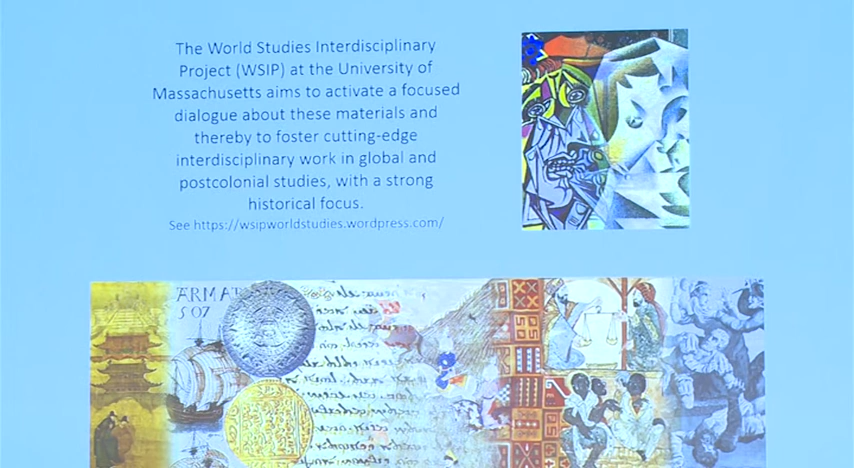 The World Studies Interdisciplinary
Project (WSIP) at the University of
Massachusetts aims to activate a focused
dialogue about these materials and
thereby to foster cutting-edge
interdisciplinary work in global and
postcolonial studies, with a strong
historical focus.
See https://wsipworldstudies.wordpress.com/
ARMA
S 07